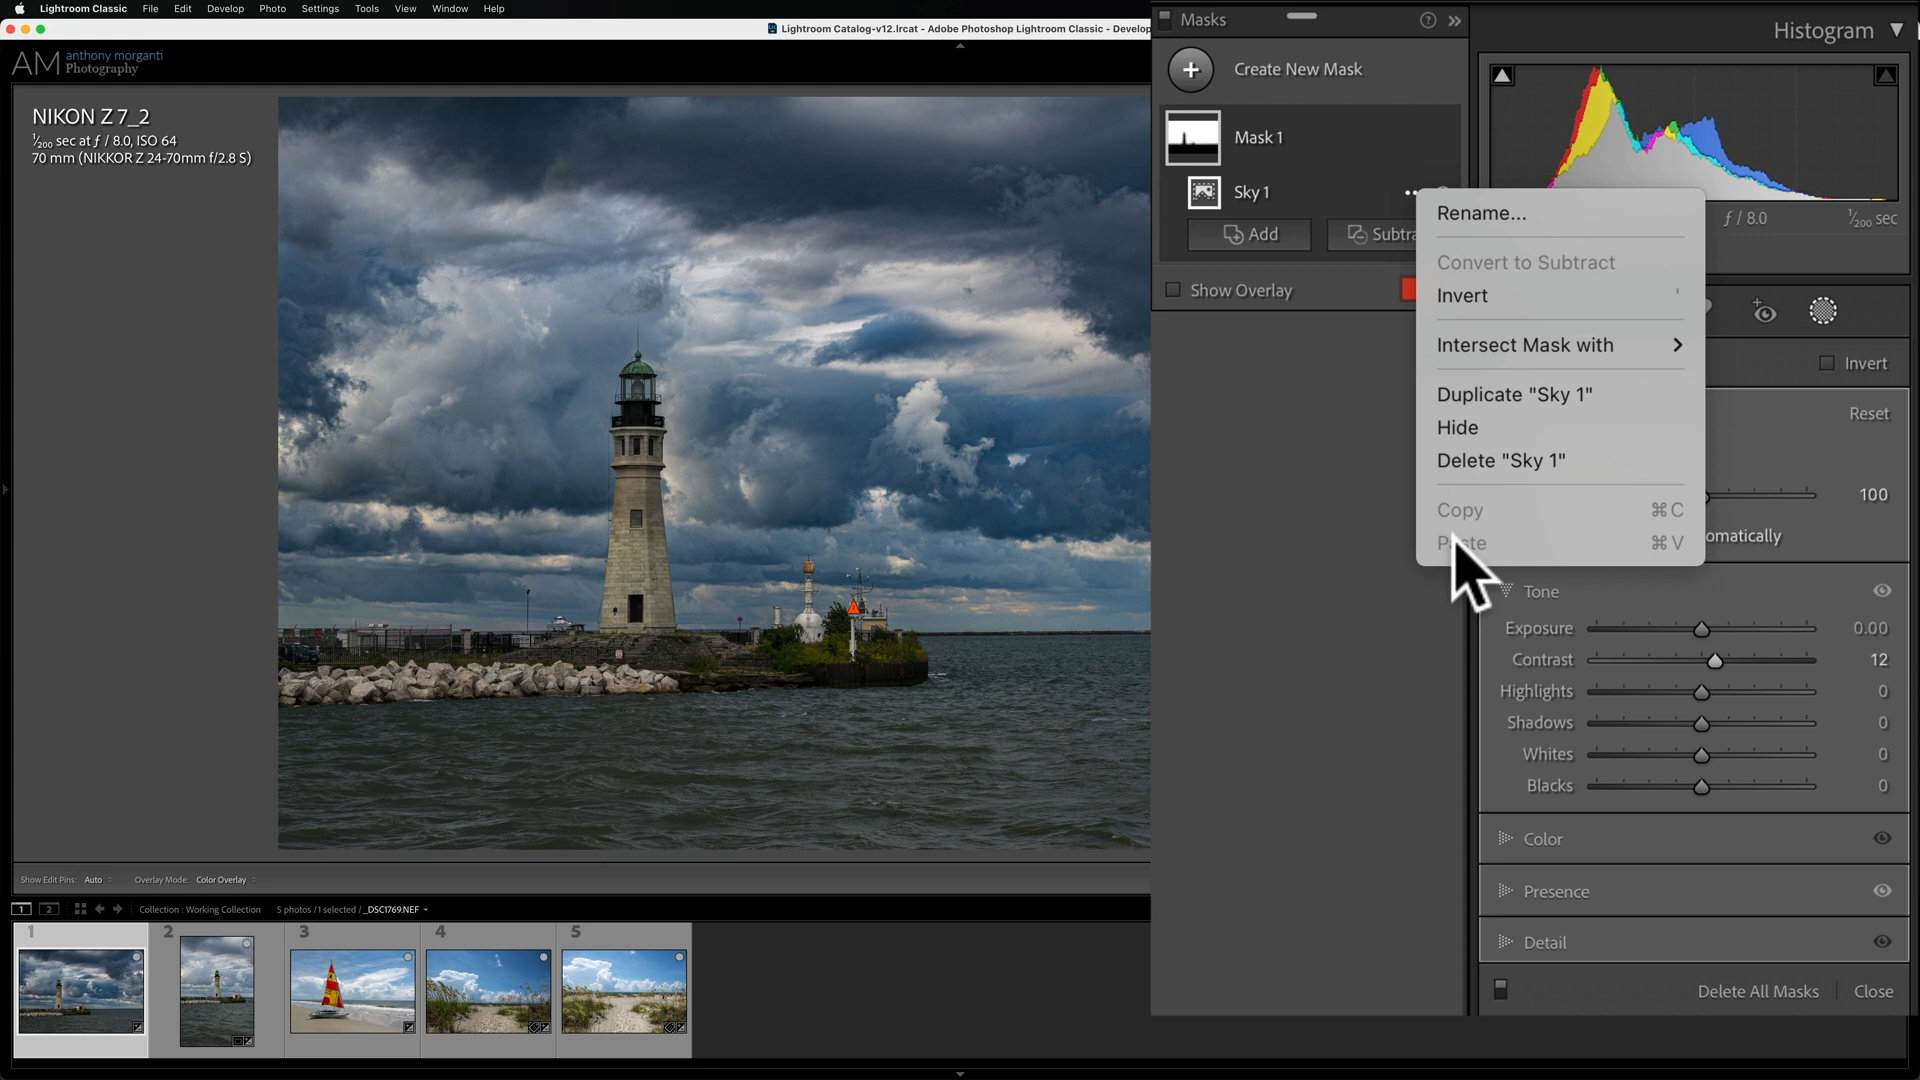 Lightroom Classic File Edit Develop Photo Settings Tools View Window Help
Lightroom Catalog-v12.lrcat - Adobe Photoshop Lightroom Classic - Develop
AM anthony morganti
Photography
NIKON Z 7_2
1/200 sec at ƒ / 8.0, ISO 64
70 mm (NIKKOR Z 24-70mm f/2.8 S)
Masks
Create New Mask
Mask 1
Sky 1
Add Subtra
Show Overlay
Rename...
Convert to Subtract
Invert '
Intersect Mask with
Duplicate "Sky 1"
Hide
Delete "Sky 1"
Copy ⌘C
Paste ⌘V
Histogram
ƒ / 8.0 1/200 sec
Invert
Reset
100
omatically
Tone
Exposure 0.00
Contrast 12
Highlights 0
Shadows 0
Whites 0
Blacks 0
Color
Presence
Detail
Delete All Masks Close
Show Edit Pins: Auto Overlay Mode: Color Overlay
1 2 Collection : Working Collection 5 photos / 1 selected / _DSC1769.NEF
1 2 3 4 5